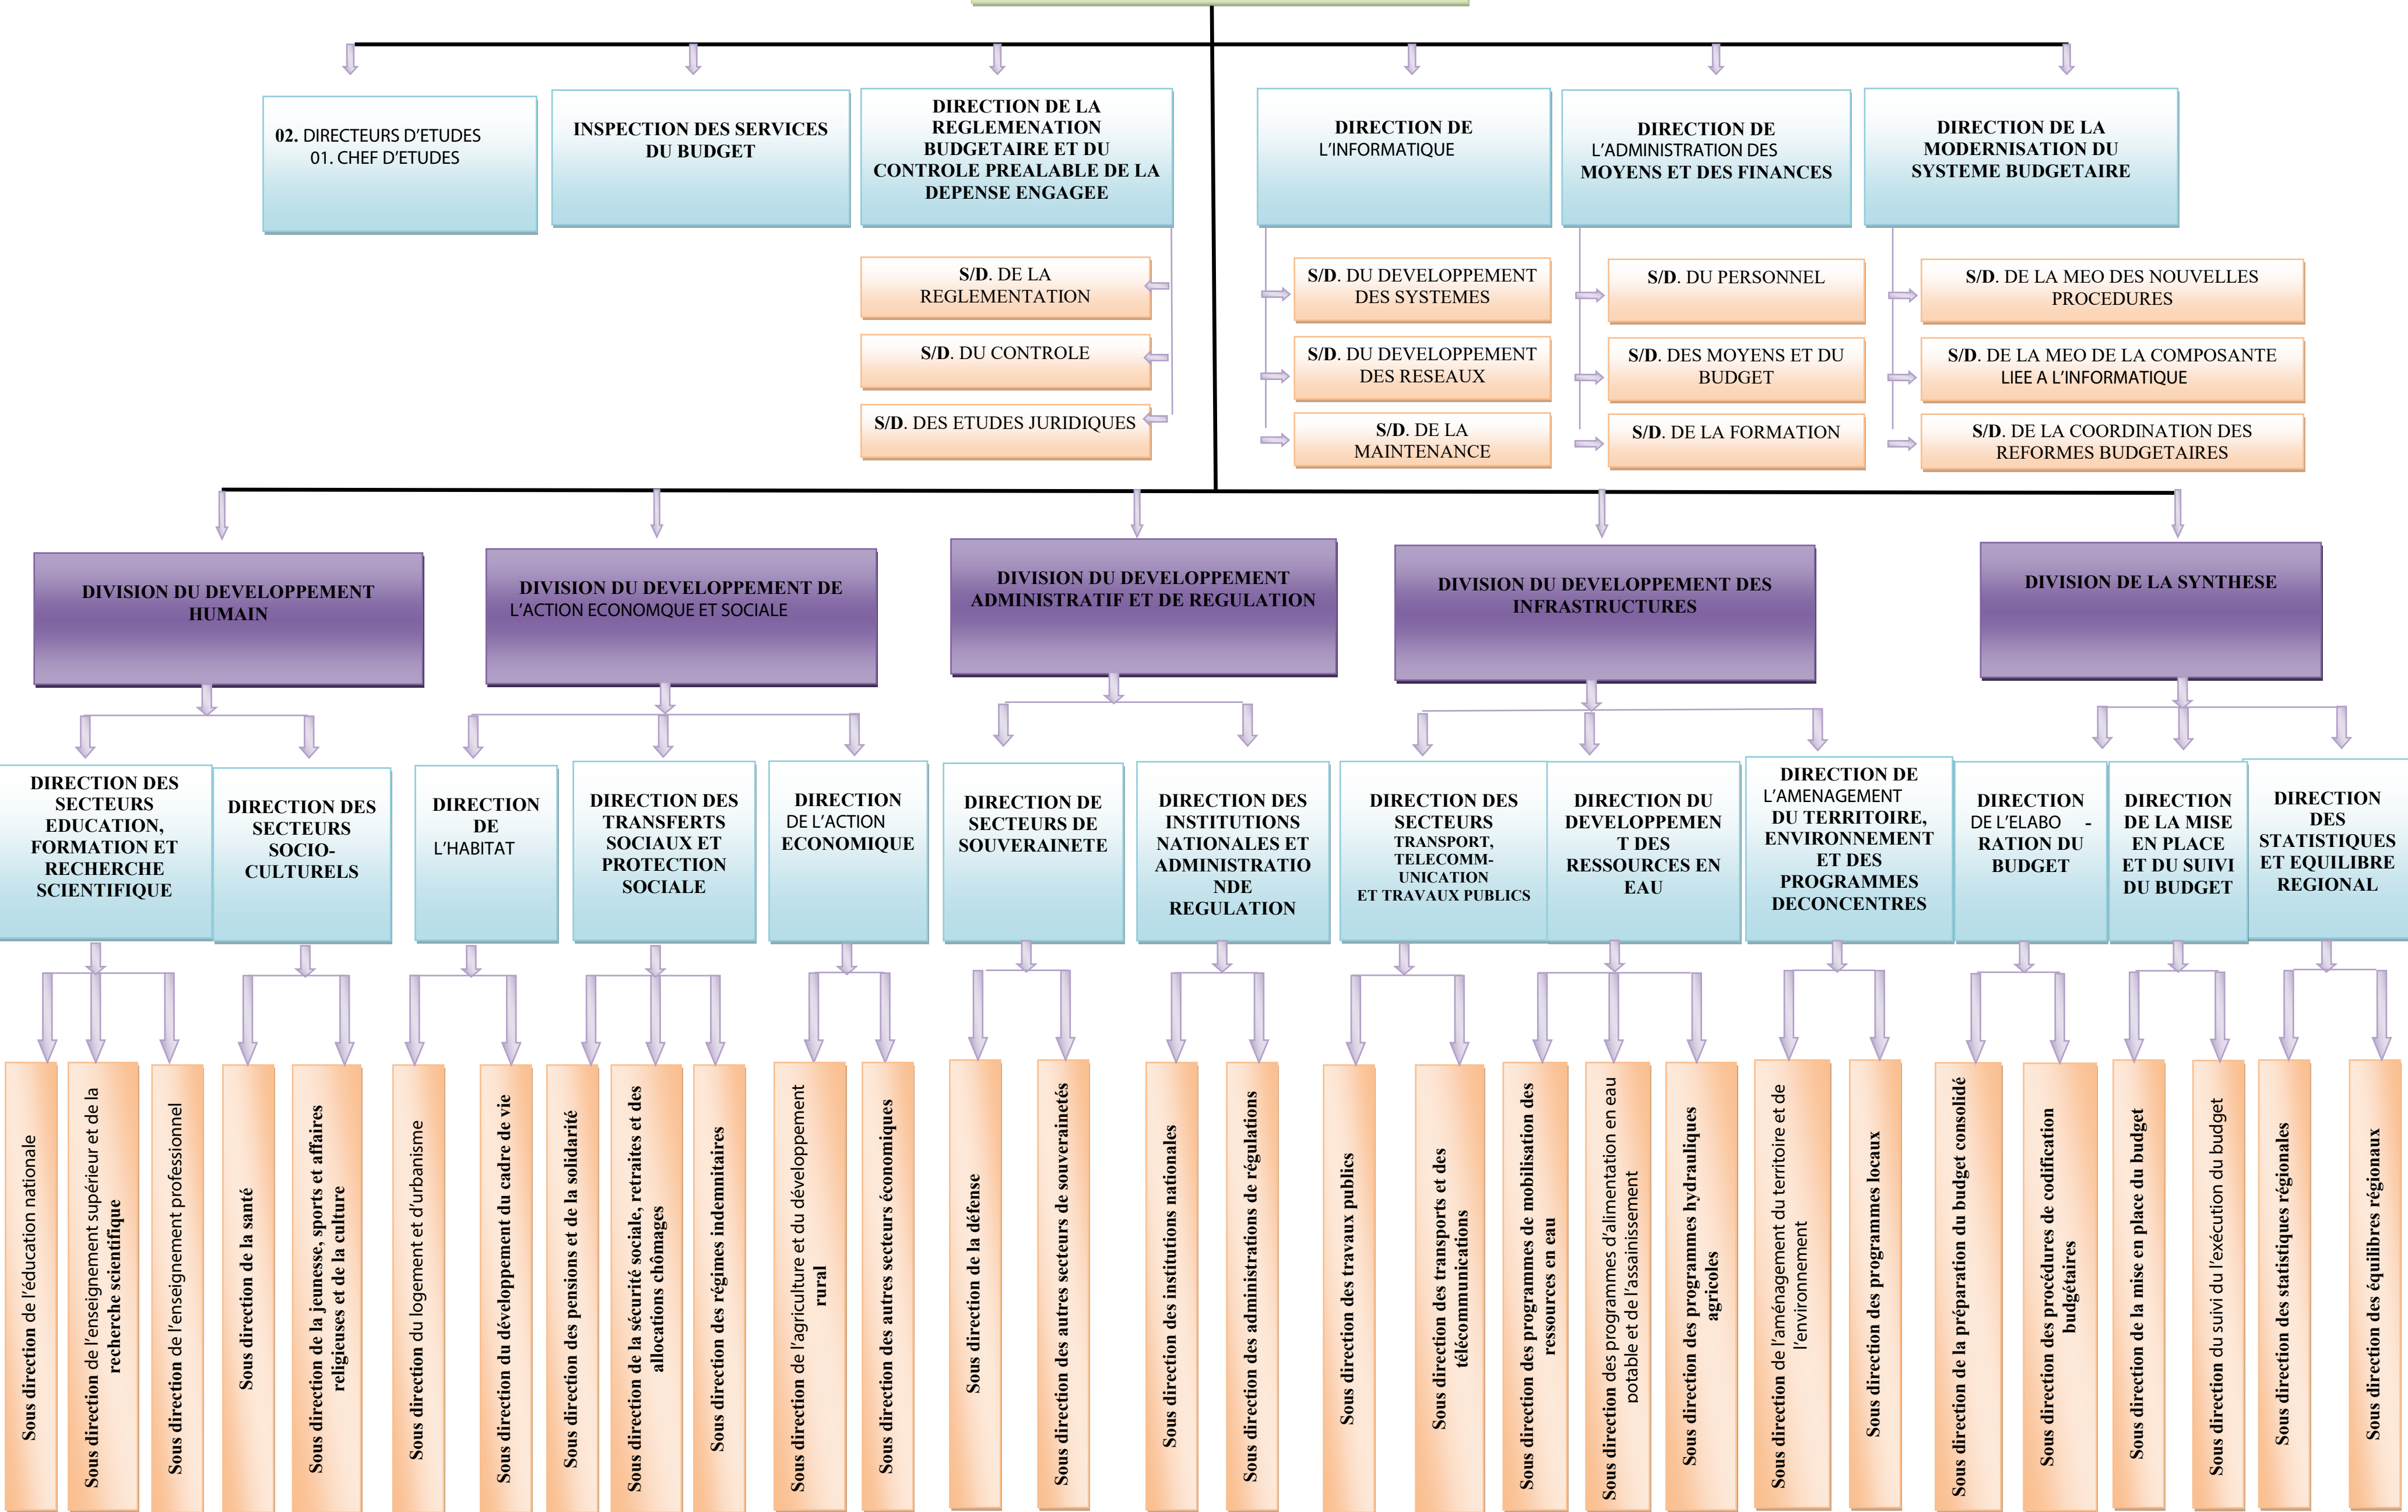 02. DIRECTEURS D'ETUDES
01. CHEF D'ETUDES
INSPECTION DES SERVICES
DU BUDGET
DIRECTION DE LA
REGLEMENATION
BUDGETAIRE ET DU
CONTROLE PREALABLE DE LA
DEPENSE ENGAGEE
DIRECTION DE
L'INFORMATIQUE
DIRECTION DE
L'ADMINISTRATION DES
MOYENS ET DES FINANCES
DIRECTION DE LA
MODERNISATION DU
SYSTEME BUDGETAIRE
S/D. DE LA
REGLEMENTATION
S/D. DU CONTROLE
S/D. DES ETUDES JURIDIQUES
S/D. DU DEVELOPPEMENT
DES SYSTEMES
S/D. DU DEVELOPPEMENT
DES RESEAUX
S/D. DE LA
MAINTENANCE
S/D. DU PERSONNEL
S/D. DES MOYENS ET DU
BUDGET
S/D. DE LA FORMATION
S/D. DE LA MEO DES NOUVELLES
PROCEDURES
S/D. DE LA MEO DE LA COMPOSANTE
LIEE A L'INFORMATIQUE
S/D. DE LA COORDINATION DES
REFORMES BUDGETAIRES
DIVISION DU DEVELOPPEMENT
HUMAIN
DIVISION DU DEVELOPPEMENT DE
L'ACTION ECONOMQUE ET SOCIALE
DIVISION DU DEVELOPPEMENT
ADMINISTRATIF ET DE REGULATION
DIVISION DU DEVELOPPEMENT DES
INFRASTRUCTURES
DIVISION DE LA SYNTHESE
DIRECTION DES
SECTEURS
EDUCATION,
FORMATION ET
RECHERCHE
SCIENTIFIQUE
DIRECTION DES
SECTEURS
SOCIO-
CULTURELS
DIRECTION
DE
L'HABITAT
DIRECTION DES
TRANSFERTS
SOCIAUX ET
PROTECTION
SOCIALE
DIRECTION
DE L'ACTION
ECONOMIQUE
DIRECTION DE
SECTEURS DE
SOUVERAINETE
DIRECTION DES
INSTITUTIONS
NATIONALES ET
ADMINISTRATIO
NDE
REGULATION
DIRECTION DES
SECTEURS
TRANSPORT,
TELECOMM-
UNICATION
ET TRAVAUX PUBLICS
DIRECTION DU
DEVELOPPEMEN
T DES
RESSOURCES EN
EAU
DIRECTION DE
L'AMENAGEMENT
DU TERRITOIRE,
ENVIRONNEMENT
ET DES
PROGRAMMES
DECONCENTRES
DIRECTION
DE L'ELABO -
RATION DU
BUDGET
DIRECTION
DE LA MISE
EN PLACE
ET DU SUIVI
DU BUDGET
DIRECTION
DES
STATISTIQUES
ET EQUILIBRE
REGIONAL
Sous direction de l'éducation nationale
Sous direction de l'enseignement supérieur et de la
recherche scientifique
Sous direction de l'enseignement professionnel
Sous direction de la santé
Sous direction de la jeunesse, sports et affaires
religieuses et de la culture
Sous direction du logement et d'urbanisme
Sous direction du développement du cadre de vie
Sous direction des pensions et de la solidarité
Sous direction de la sécurité sociale, retraites et des
allocations chômages
Sous direction des régimes indemnitaires
Sous direction de l'agriculture et du développement
rural
Sous direction des autres secteurs économiques
Sous direction de la défense
Sous direction des autres secteurs de souverainetés
Sous direction des institutions nationales
Sous direction des administrations de régulations
Sous direction des travaux publics
Sous direction des transports et des
télécommunications
Sous direction des programmes de mobilisation des
ressources en eau
Sous direction des programmes d'alimentation en eau
potable et de l'assainissement
Sous direction des programmes hydrauliques
agricoles
Sous direction de l'aménagement du territoire et de
l'environnement
Sous direction des programmes locaux
Sous direction de la préparation du budget consolidé
Sous direction des procédures de codification
budgétaires
Sous direction de la mise en place du budget
Sous direction du suivi du l'exécution du budget
Sous direction des statistiques régionales
Sous direction des équilibres régionaux